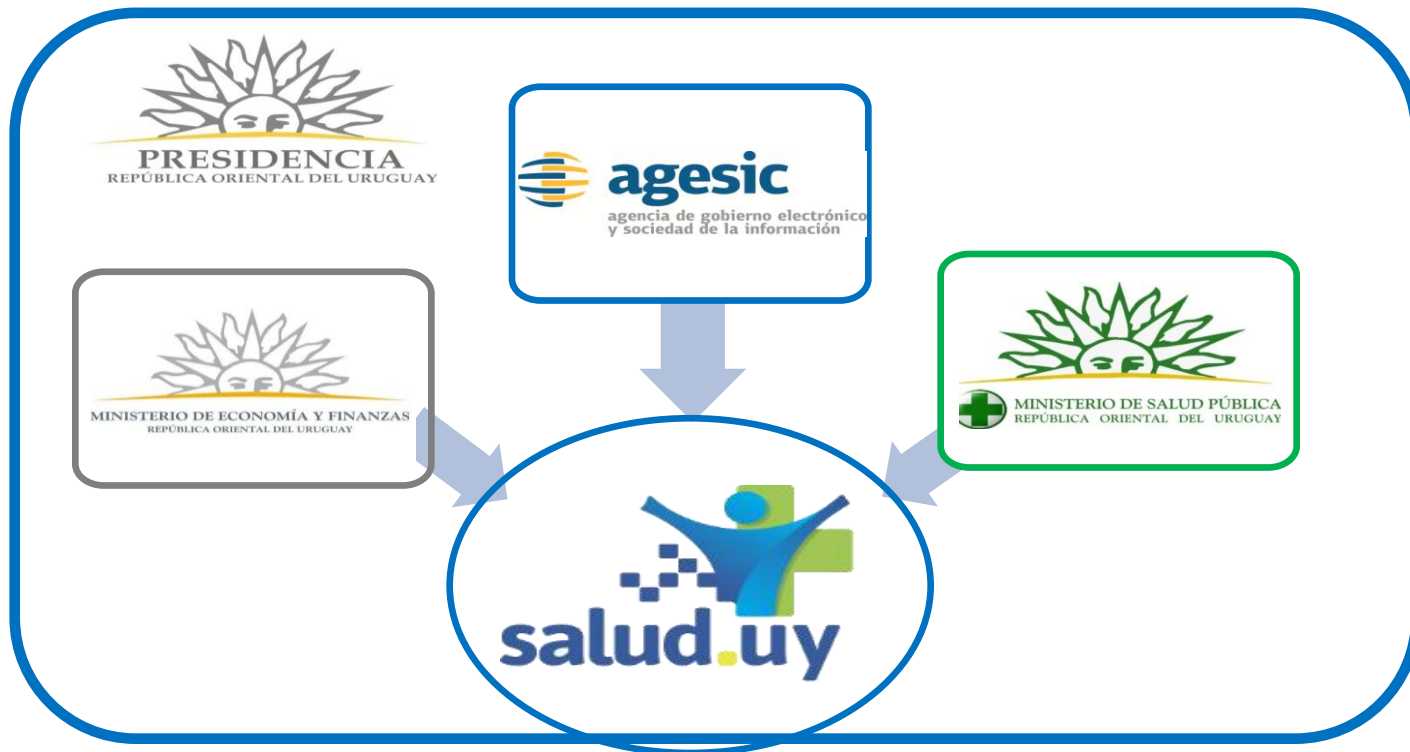 PRESIDENCIA
REPÚBLICA ORIENTAL DEL URUGUAY
agesic
agencia de gobierno electrónico
y sociedad de la información
MINISTERIO DE ECONOMÍA Y FINANZAS
REPÚBLICA ORIENTAL DEL URUGUAY
MINISTERIO DE SALUD PÚBLICA
REPÚBLICA ORIENTAL DEL URUGUAY
salud.uy